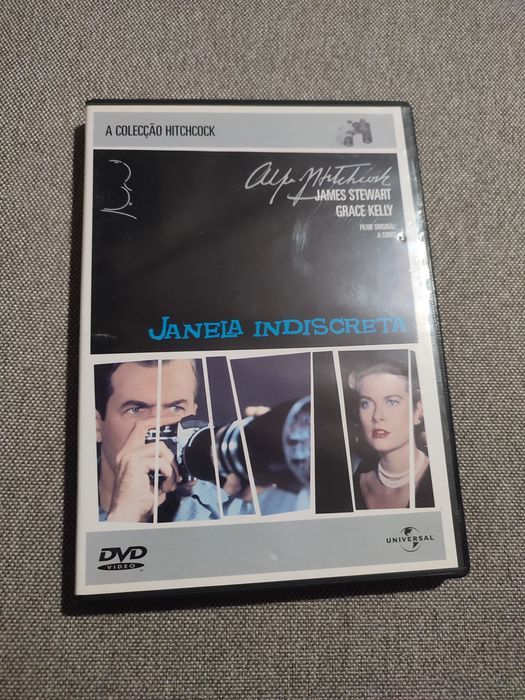 A COLECÇÃO HITCHCOCK
Alfred Hitchcock
JAMES STEWART
GRACE KELLY
FILME ORIGINAL
A CORES
JANELA INDISCRETA
DVD
VIDEO
UNIVERSAL